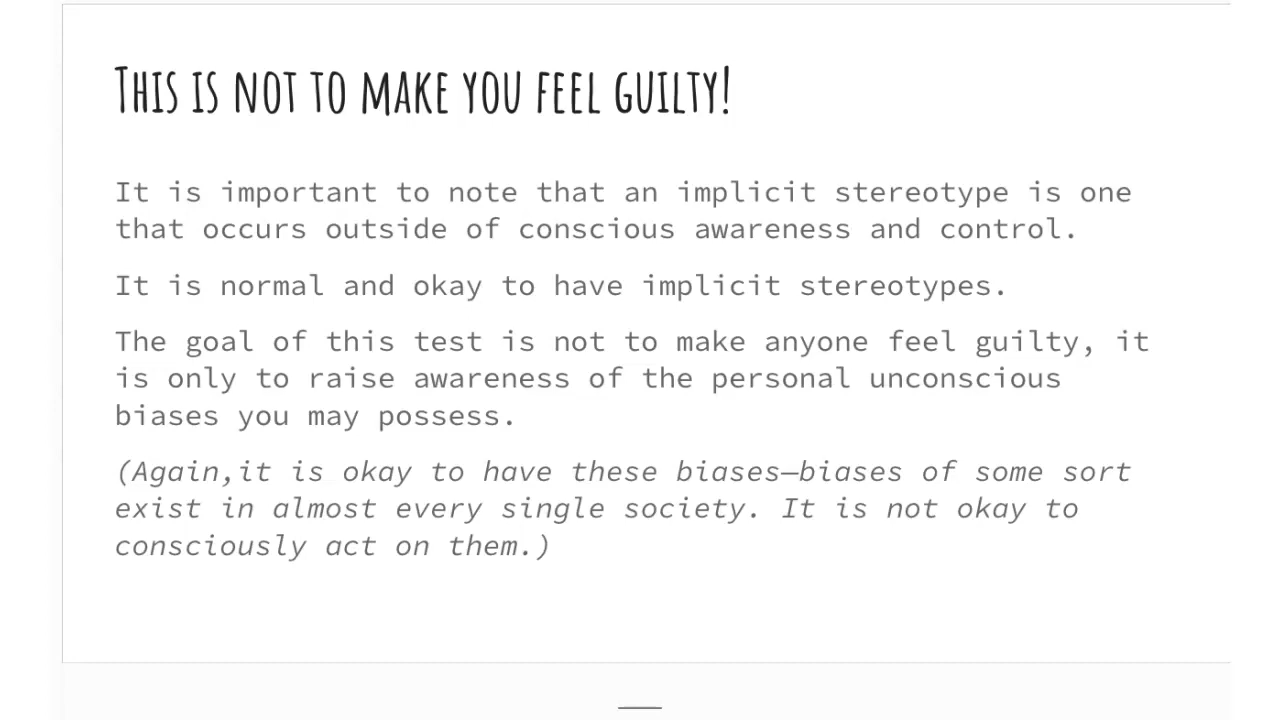 THIS IS NOT TO MAKE YOU FEEL GUILTY!
It is important to note that an implicit stereotype is one
that occurs outside of conscious awareness and control.
It is normal and okay to have implicit stereotypes.
The goal of this test is not to make anyone feel guilty, it
is only to raise awareness of the personal unconscious
biases you may possess.
(Again,it is okay to have these biases—biases of some sort
exist in almost every single society. It is not okay to
consciously act on them.)